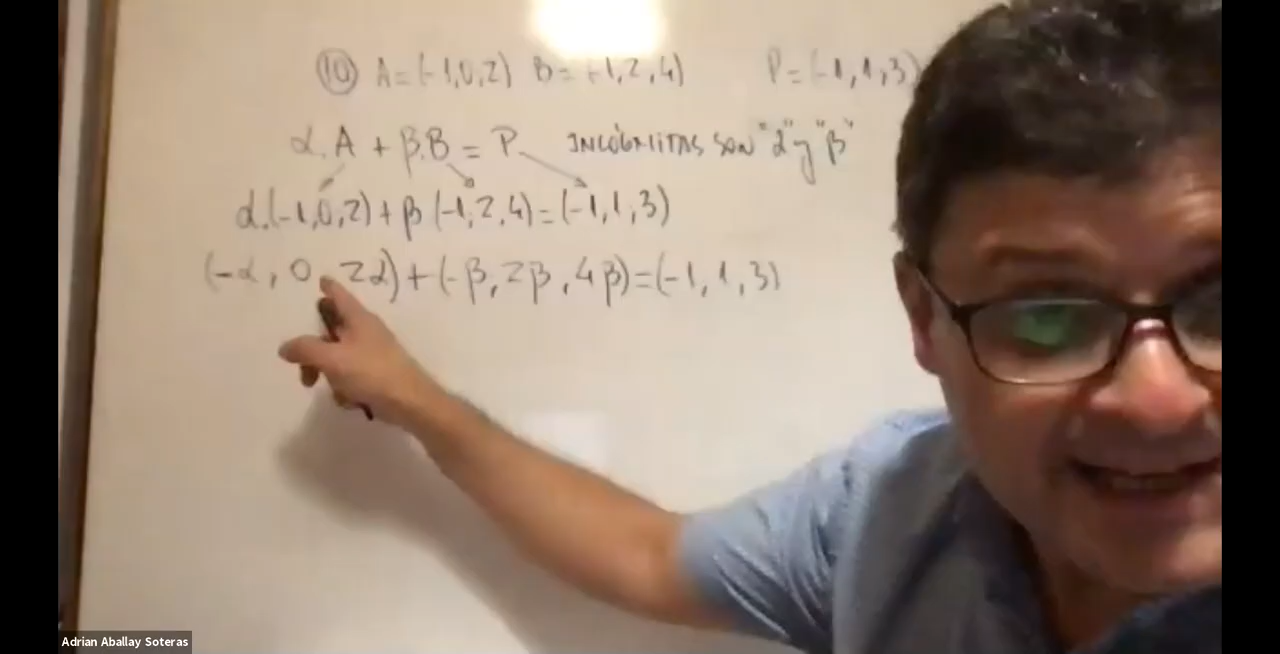 ⑩ A=(-1,0,2) B=(-1,2,4) P=(-1,1,3)
α.A + β.B = P INCÓGNITAS SON "α" y "β"
α.(-1,0,2)+β(-1,2,4)=(-1,1,3)
(-α,0,2α)+(-β,2β,4β)=(-1,1,3)
Adrian Aballay Soteras